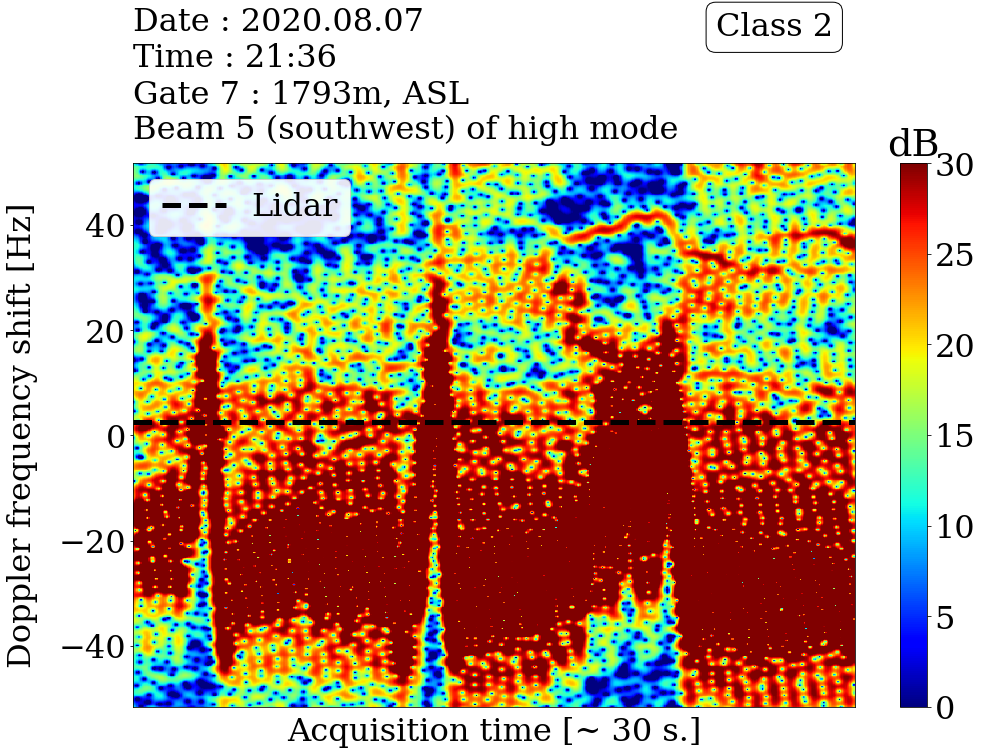 Date : 2020.08.07
Time : 21:36
Gate 7 : 1793m, ASL
Beam 5 (southwest) of high mode
Class 2
dB
Lidar
Doppler frequency shift [Hz]
40
20
0
−20
−40
Acquisition time [~ 30 s.]
30
25
20
15
10
5
0